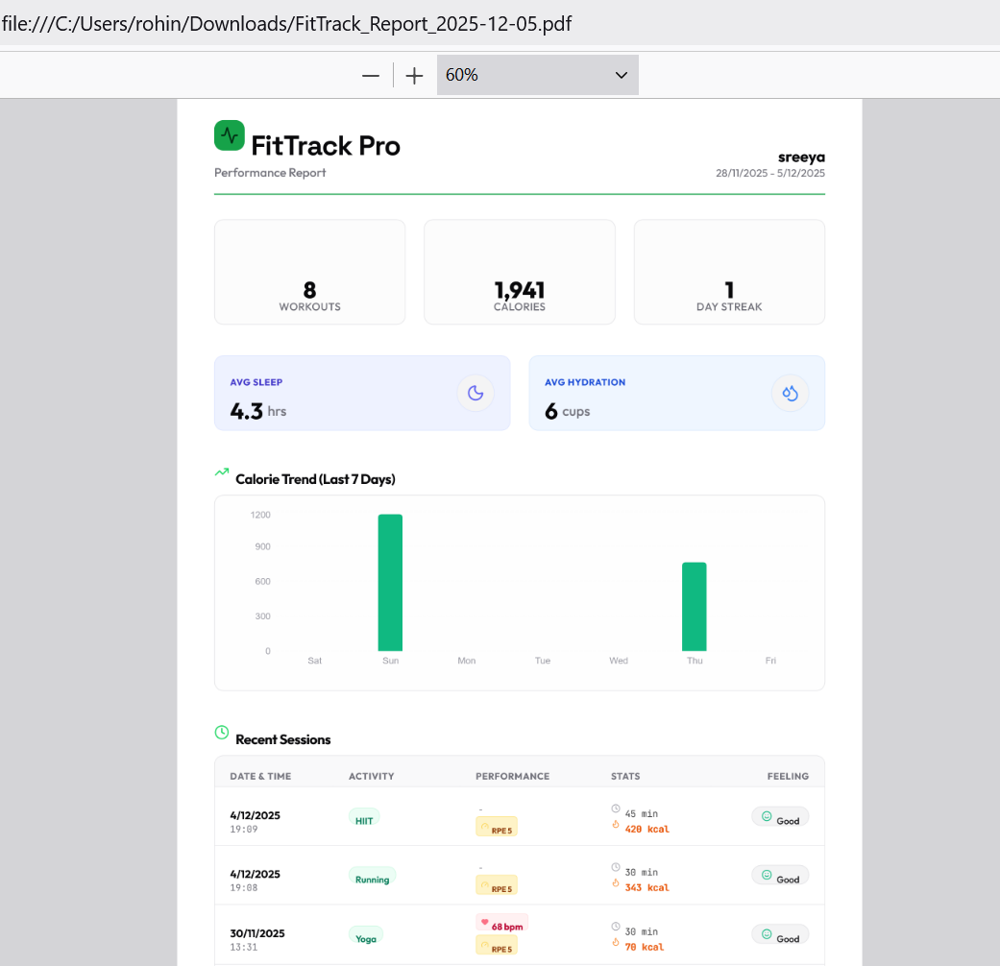 file:///C:/Users/rohin/Downloads/FitTrack_Report_2025-12-05.pdf
60%
FitTrack Pro
Performance Report
sreeya
28/11/2025 - 5/12/2025
8
WORKOUTS
1,941
CALORIES
1
DAY STREAK
AVG SLEEP
4.3 hrs
AVG HYDRATION
6 cups
Calorie Trend (Last 7 Days)
1200
900
600
300
0
Sat Sun Mon Tue Wed Thu Fri
Recent Sessions
DATE & TIME ACTIVITY PERFORMANCE STATS FEELING
4/12/2025
19:09
HIIT
-
RPE 5
45 min
420 kcal
Good
4/12/2025
19:08
Running
-
RPE 5
30 min
343 kcal
Good
30/11/2025
13:31
Yoga
68 bpm
RPE 5
30 min
70 kcal
Good